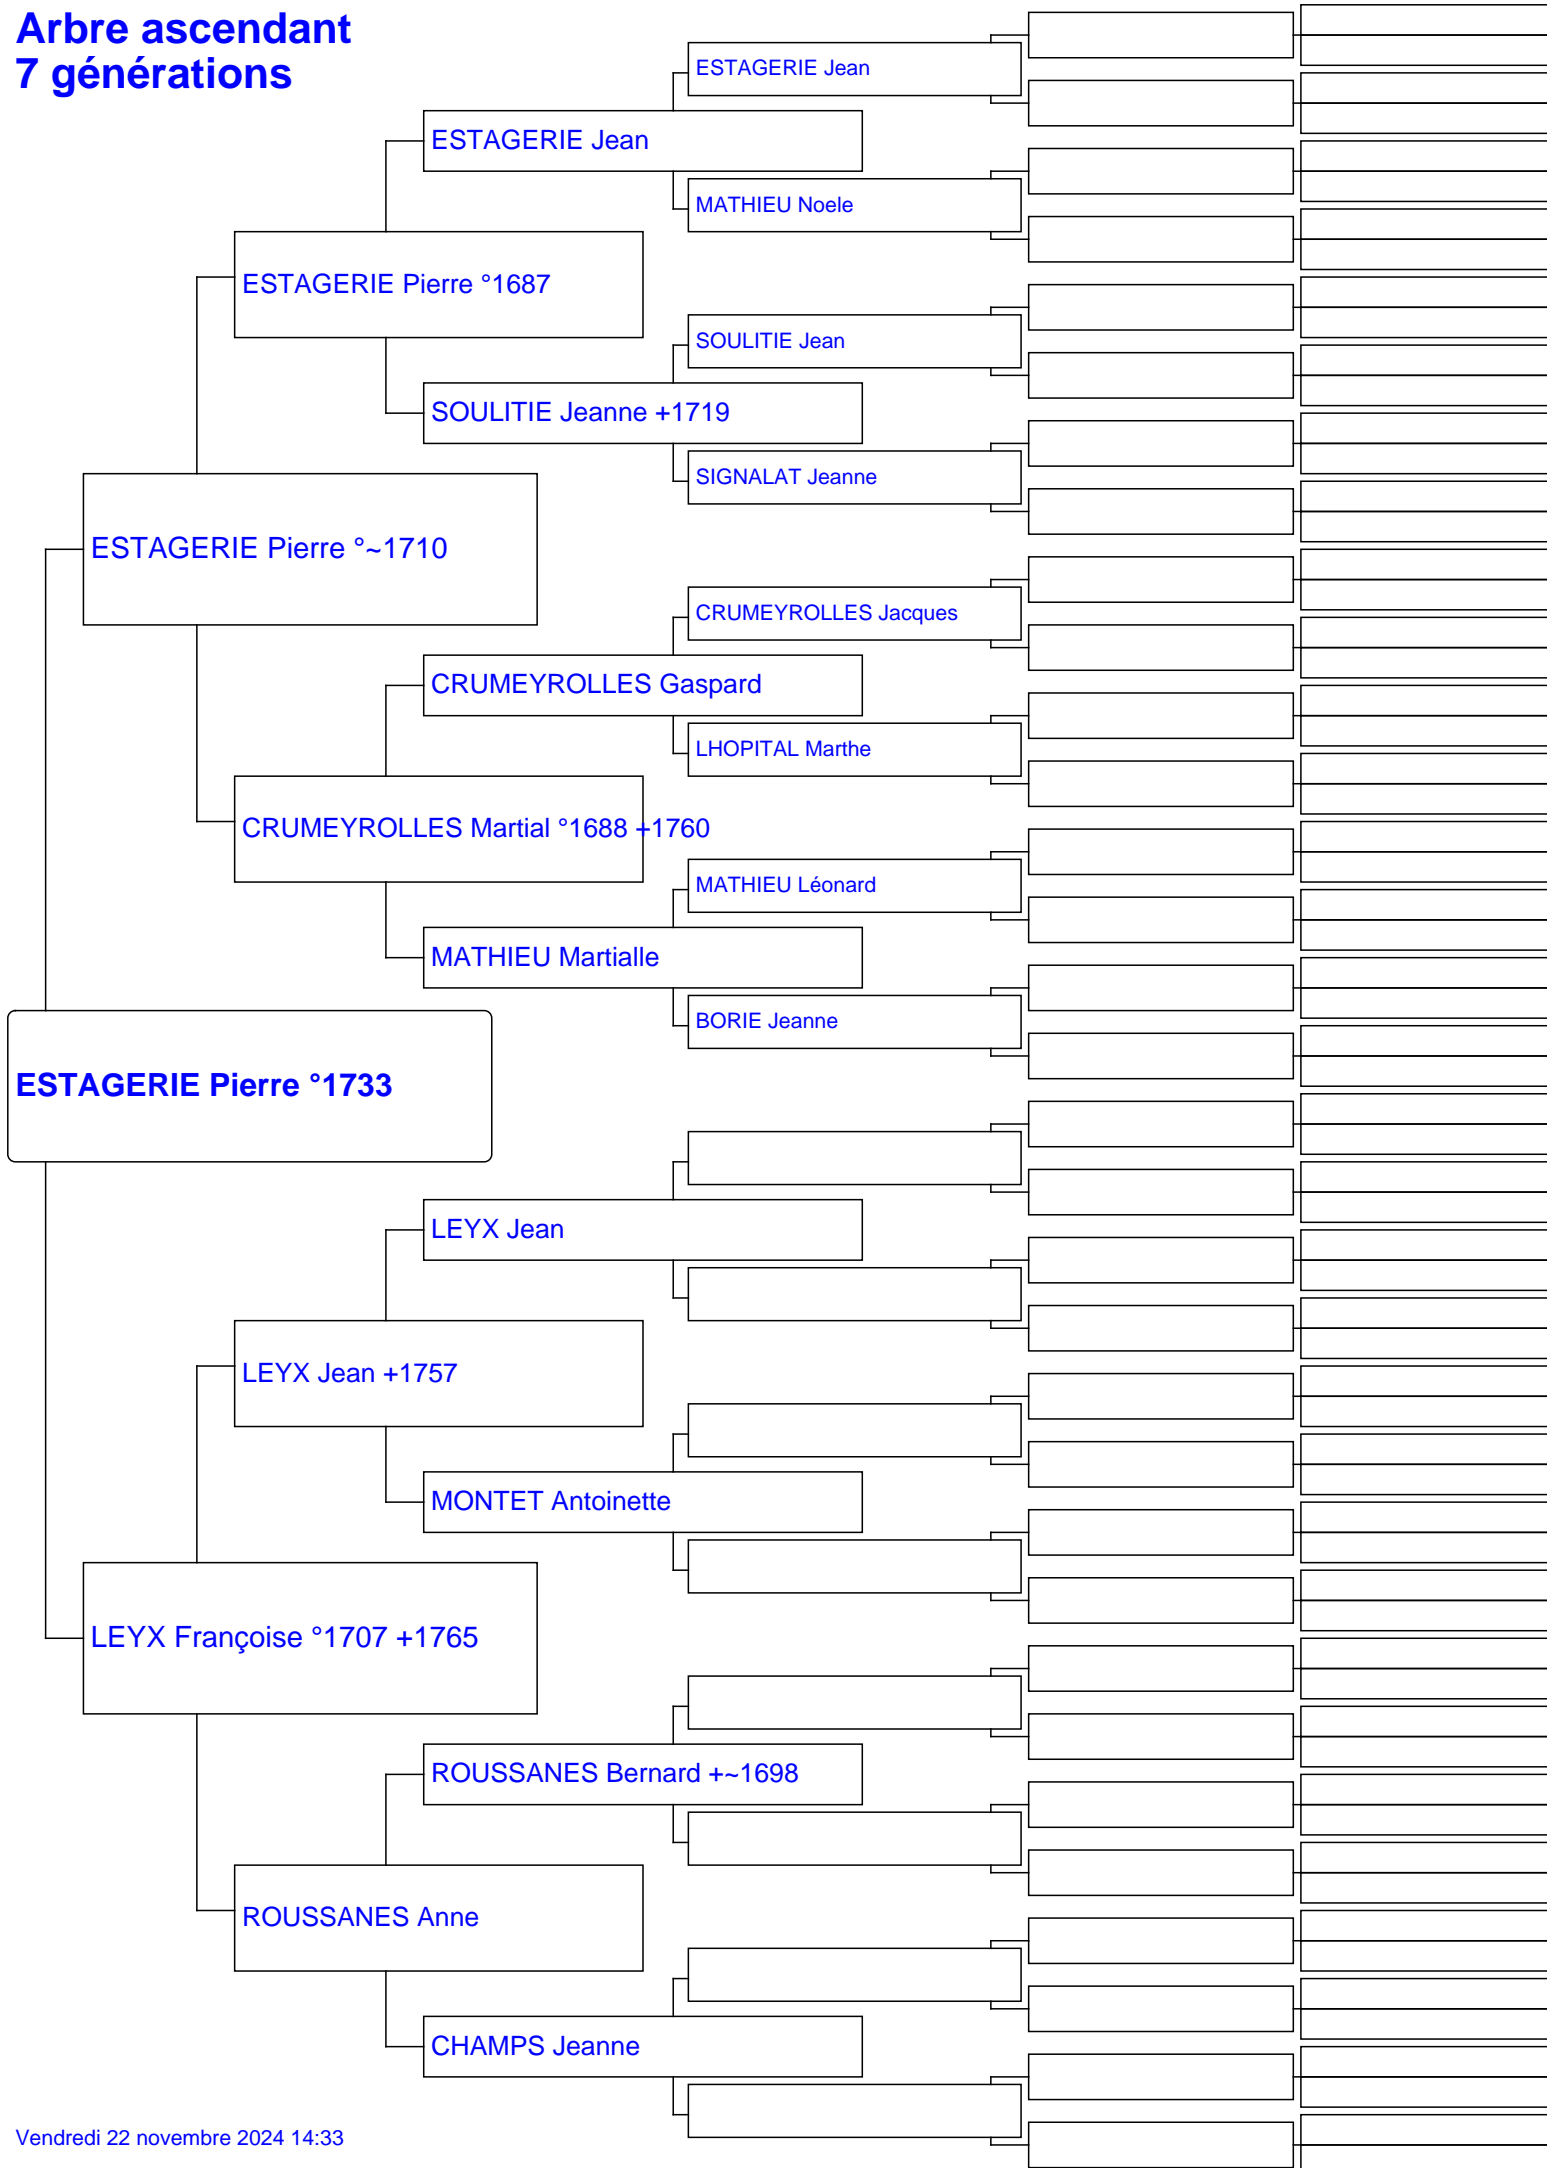 Arbre ascendant
7 générations
ESTAGERIE Jean
ESTAGERIE Jean
MATHIEU Noele
ESTAGERIE Pierre °1687
SOULITIE Jean
SOULITIE Jeanne +1719
SIGNALAT Jeanne
ESTAGERIE Pierre °~1710
CRUMEYROLLES Jacques
CRUMEYROLLES Gaspard
LHOPITAL Marthe
CRUMEYROLLES Martial °1688 +1760
MATHIEU Léonard
MATHIEU Martialle
BORIE Jeanne
ESTAGERIE Pierre °1733
LEYX Jean
LEYX Jean +1757
MONTET Antoinette
LEYX Françoise °1707 +1765
ROUSSANES Bernard +~1698
ROUSSANES Anne
CHAMPS Jeanne
Vendredi 22 novembre 2024 14:33